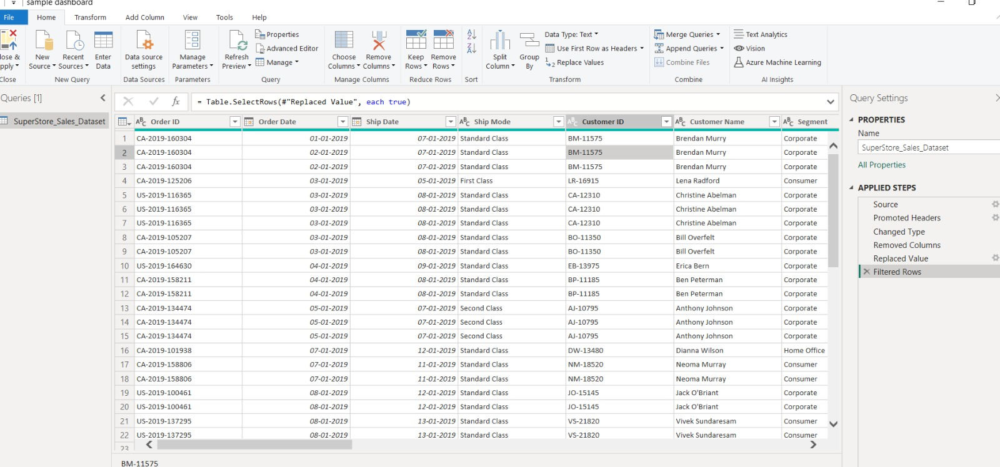 sample dashboard
File Home Transform Add Column View Tools Help
New Source
Recent Sources
Enter Data
Data source settings
Manage Parameters
Refresh Preview
Properties
Advanced Editor
Manage
Choose Columns
Remove Columns
Keep Rows
Remove Rows
Split Column
Group By
Data Type: Text
Use First Row as Headers
Replace Values
Merge Queries
Append Queries
Combine Files
Text Analytics
Vision
Azure Machine Learning
New Query Data Sources Parameters Query Manage Columns Reduce Rows Sort Transform Combine AI Insights
Queries [1]
SuperStore_Sales_Dataset
= Table.SelectRows(#"Replaced Value", each true)
Order ID Order Date Ship Date Ship Mode Customer ID Customer Name Segment
1 CA-2019-160304 01-01-2019 07-01-2019 Standard Class BM-11575 Brendan Murry Corporate
2 CA-2019-160304 02-01-2019 07-01-2019 Standard Class BM-11575 Brendan Murry Corporate
3 CA-2019-160304 02-01-2019 07-01-2019 Standard Class BM-11575 Brendan Murry Corporate
4 CA-2019-125206 03-01-2019 05-01-2019 First Class LR-16915 Lena Radford Consumer
5 US-2019-116365 03-01-2019 08-01-2019 Standard Class CA-12310 Christine Abelman Corporate
6 US-2019-116365 03-01-2019 08-01-2019 Standard Class CA-12310 Christine Abelman Corporate
7 US-2019-116365 03-01-2019 08-01-2019 Standard Class CA-12310 Christine Abelman Corporate
8 CA-2019-105207 03-01-2019 08-01-2019 Standard Class BO-11350 Bill Overfelt Corporate
9 CA-2019-105207 03-01-2019 08-01-2019 Standard Class BO-11350 Bill Overfelt Corporate
10 US-2019-164630 04-01-2019 09-01-2019 Standard Class EB-13975 Erica Bern Corporate
11 CA-2019-158211 04-01-2019 08-01-2019 Standard Class BP-11185 Ben Peterman Corporate
12 CA-2019-158211 04-01-2019 08-01-2019 Standard Class BP-11185 Ben Peterman Corporate
13 CA-2019-134474 05-01-2019 07-01-2019 Second Class AJ-10795 Anthony Johnson Corporate
14 CA-2019-134474 05-01-2019 07-01-2019 Second Class AJ-10795 Anthony Johnson Corporate
15 CA-2019-134474 05-01-2019 07-01-2019 Second Class AJ-10795 Anthony Johnson Corporate
16 CA-2019-101938 07-01-2019 12-01-2019 Standard Class DW-13480 Dianna Wilson Home Office
17 CA-2019-158806 07-01-2019 11-01-2019 Standard Class NM-18520 Neoma Murray Consumer
18 CA-2019-158806 07-01-2019 11-01-2019 Standard Class NM-18520 Neoma Murray Consumer
19 US-2019-100461 08-01-2019 12-01-2019 Standard Class JO-15145 Jack O'Briant Corporate
20 US-2019-100461 08-01-2019 12-01-2019 Standard Class JO-15145 Jack O'Briant Corporate
21 US-2019-137295 08-01-2019 13-01-2019 Standard Class VS-21820 Vivek Sundaresam Consumer
22 US-2019-137295 08-01-2019 13-01-2019 Standard Class VS-21820 Vivek Sundaresam Consumer
23
BM-11575
Query Settings
PROPERTIES
Name
SuperStore_Sales_Dataset
All Properties
APPLIED STEPS
Source
Promoted Headers
Changed Type
Removed Columns
Replaced Value
Filtered Rows